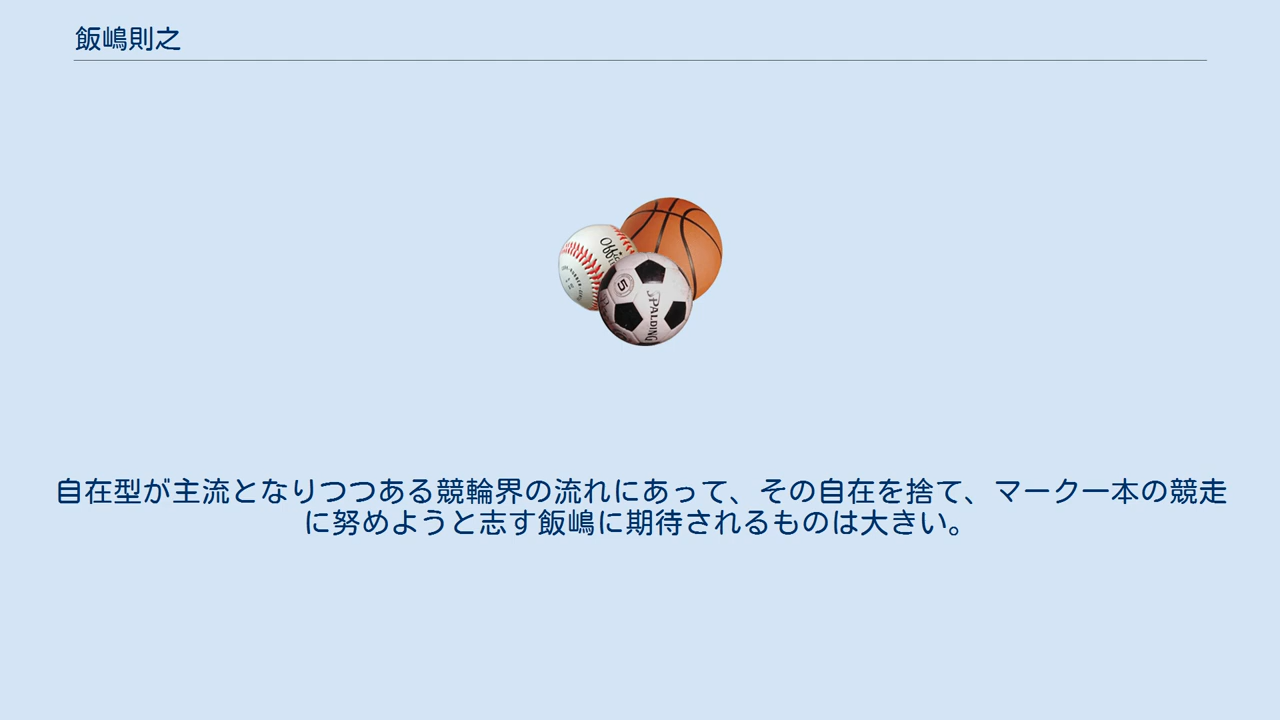 飯嶋則之
Offici
5
SPALDING
自在型が主流となりつつある競輪界の流れにあって、その自在を捨て、マーク一本の競走
に努めようと志す飯嶋に期待されるものは大きい。